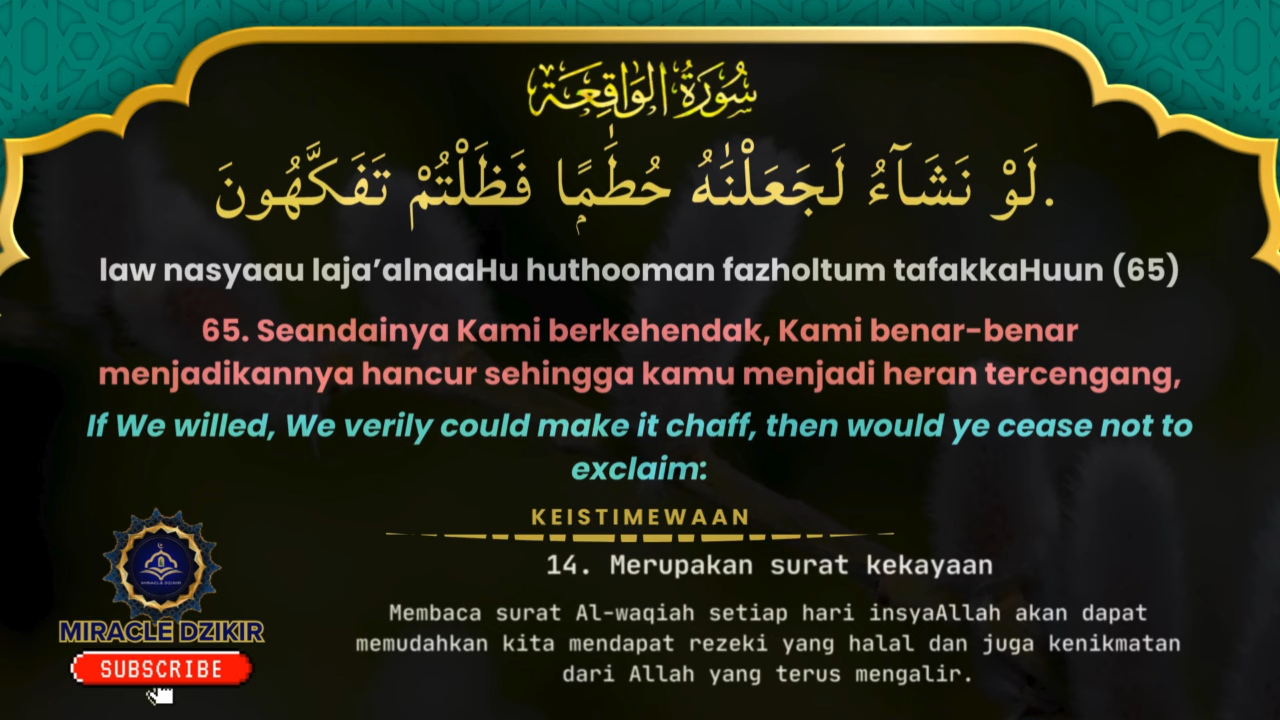 سُورَةُ الوَاقِعَة
لَوْ نَشَآءُ لَجَعَلْنَٰهُ حُطَٰمًۭا فَظَلْتُمْ تَفَكَّهُونَ.
law nasyaau laja’alnaaHu huthooman fazholtum tafakkaHuun (65)
65. Seandainya Kami berkehendak, Kami benar-benar
menjadikannya hancur sehingga kamu menjadi heran tercengang,
If We willed, We verily could make it chaff, then would ye cease not to
exclaim:
KEISTIMEWAAN
14. Merupakan surat kekayaan
Membaca surat Al-waqiah setiap hari insyaAllah akan dapat
memudahkan kita mendapat rezeki yang halal dan juga kenikmatan
dari Allah yang terus mengalir.
MIRACLE DZIKIR
MIRACLE DZIKIR
SUBSCRIBE